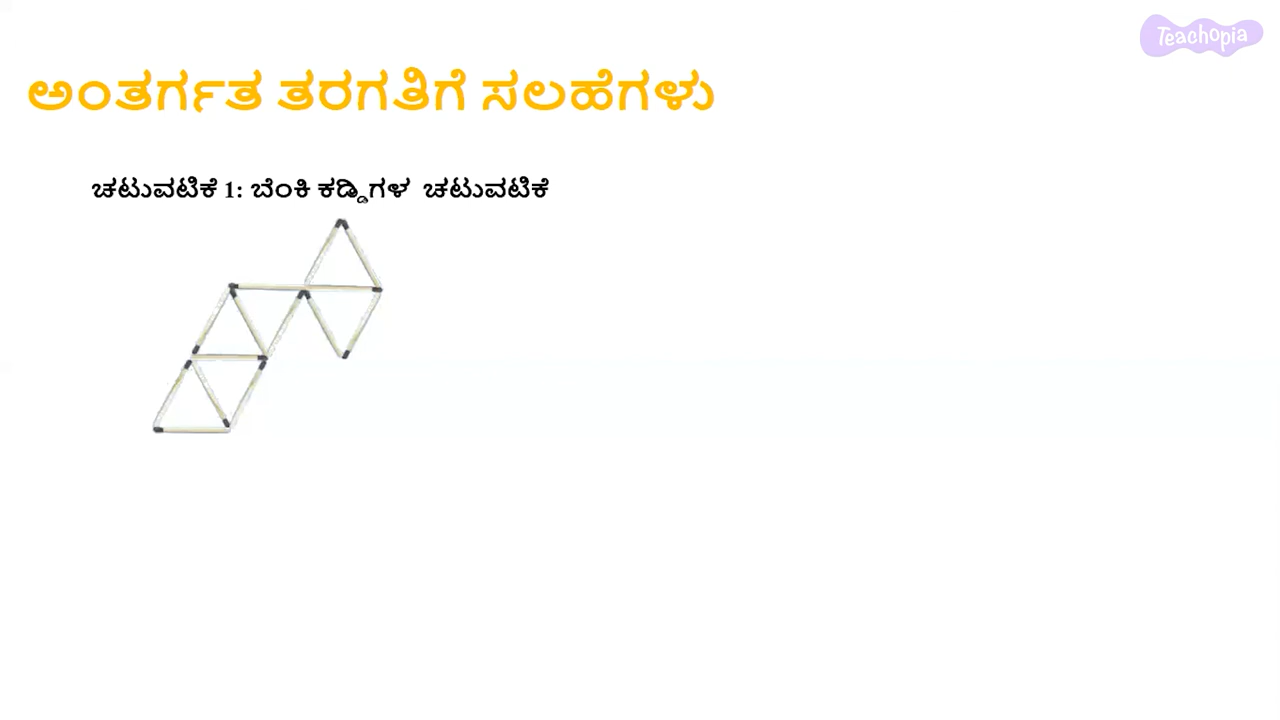 Teachopia
ಅಂತರ್ಗತ ತರಗತಿಗೆ ಸಲಹೆಗಳು
ಚಟುವಟಿಕೆ 1: ಬೆಂಕಿ ಕಡ್ಡಿಗಳ ಚಟುವಟಿಕೆ